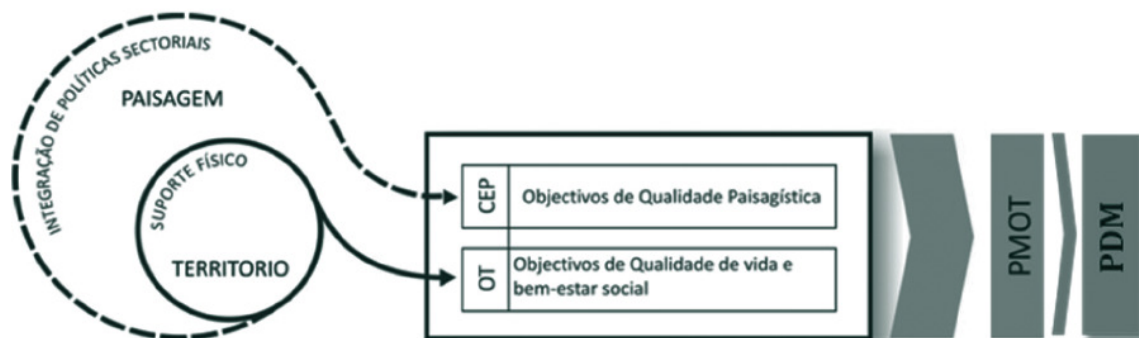 INTEGRAÇÃO DE POLÍTICAS SECTORIAIS
PAISAGEM
SUPORTE FÍSICO
TERRITORIO
CEP
Objectivos de Qualidade Paisagística
OT
Objectivos de Qualidade de vida e
bem-estar social
PMOT
PDM